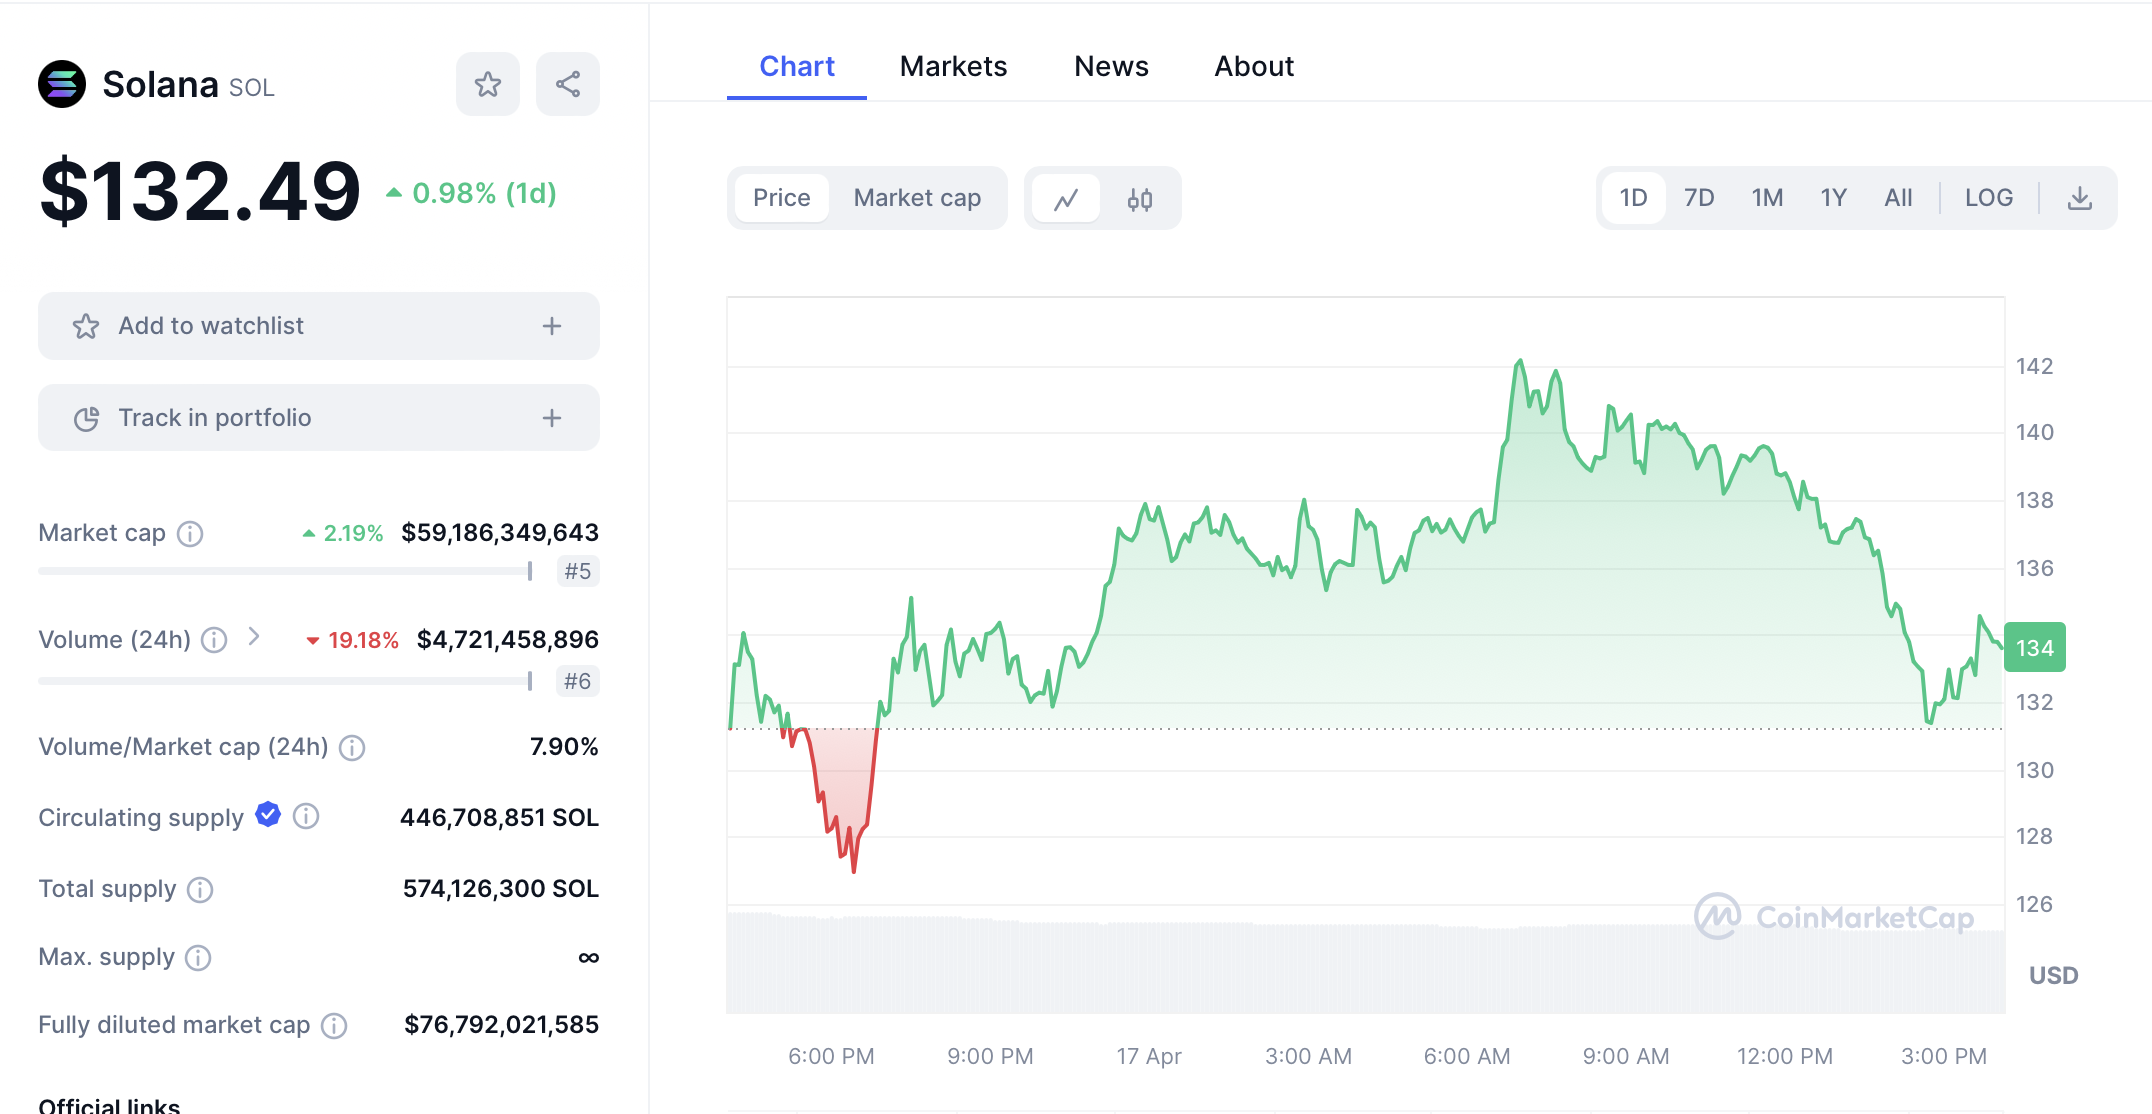 Solana SOL
$132.49 0.98% (1d)
Add to watchlist +
Track in portfolio +
Market cap 2.19% $59,186,349,643
#5
Volume (24h) 19.18% $4,721,458,896
#6
Volume/Market cap (24h) 7.90%
Circulating supply 446,708,851 SOL
Total supply 574,126,300 SOL
Max. supply ∞
Fully diluted market cap $76,792,021,585
Official links
Chart Markets News About
Price Market cap
1D 7D 1M 1Y All LOG
142
140
138
136
134
132
130
128
126
CoinMarketCap
USD
6:00 PM 9:00 PM 17 Apr 3:00 AM 6:00 AM 9:00 AM 12:00 PM 3:00 PM